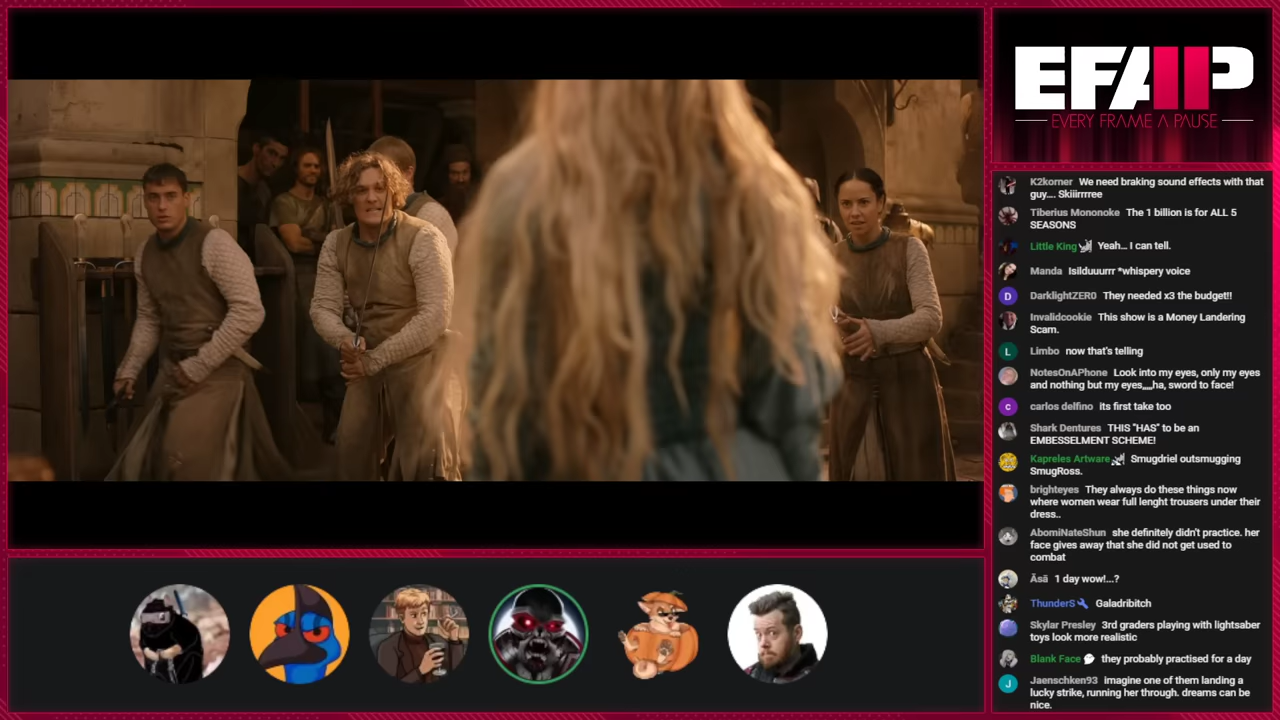 EFAP
EVERY FRAME A PAUSE
K2korner We need braking sound effects with that
guy.... Skiiirrrree
Tiberius Mononoke The 1 billion is for ALL 5
SEASONS
Little King Yeah... I can tell.
Manda Isilduuurrr *whispery voice
D DarklightZER0 They needed x3 the budget!!
Invalidcookie This show is a Money Landering
Scam.
L Limbo now that's telling
NotesOnAPhone Look into my eyes, only my eyes
and nothing but my eyes,,,,,ha, sword to face!
c carlos delfino its first take too
Shark Dentures THIS "HAS" to be an
EMBESSELMENT SCHEME!
Kapreles Artware Smugdriel outsmugging
SmugRoss.
brighteyes They always do these things now
where women wear full lenght trousers under their
dress..
AbomiNateShun she definitely didn't practice. her
face gives away that she did not get used to
combat
Äsä 1 day wow!...?
ThunderS Galadribitch
Skylar Presley 3rd graders playing with lightsaber
toys look more realistic
Blank Face they probably practised for a day
J Jaenschken93 imagine one of them landing a
lucky strike, running her through. dreams can be
nice.